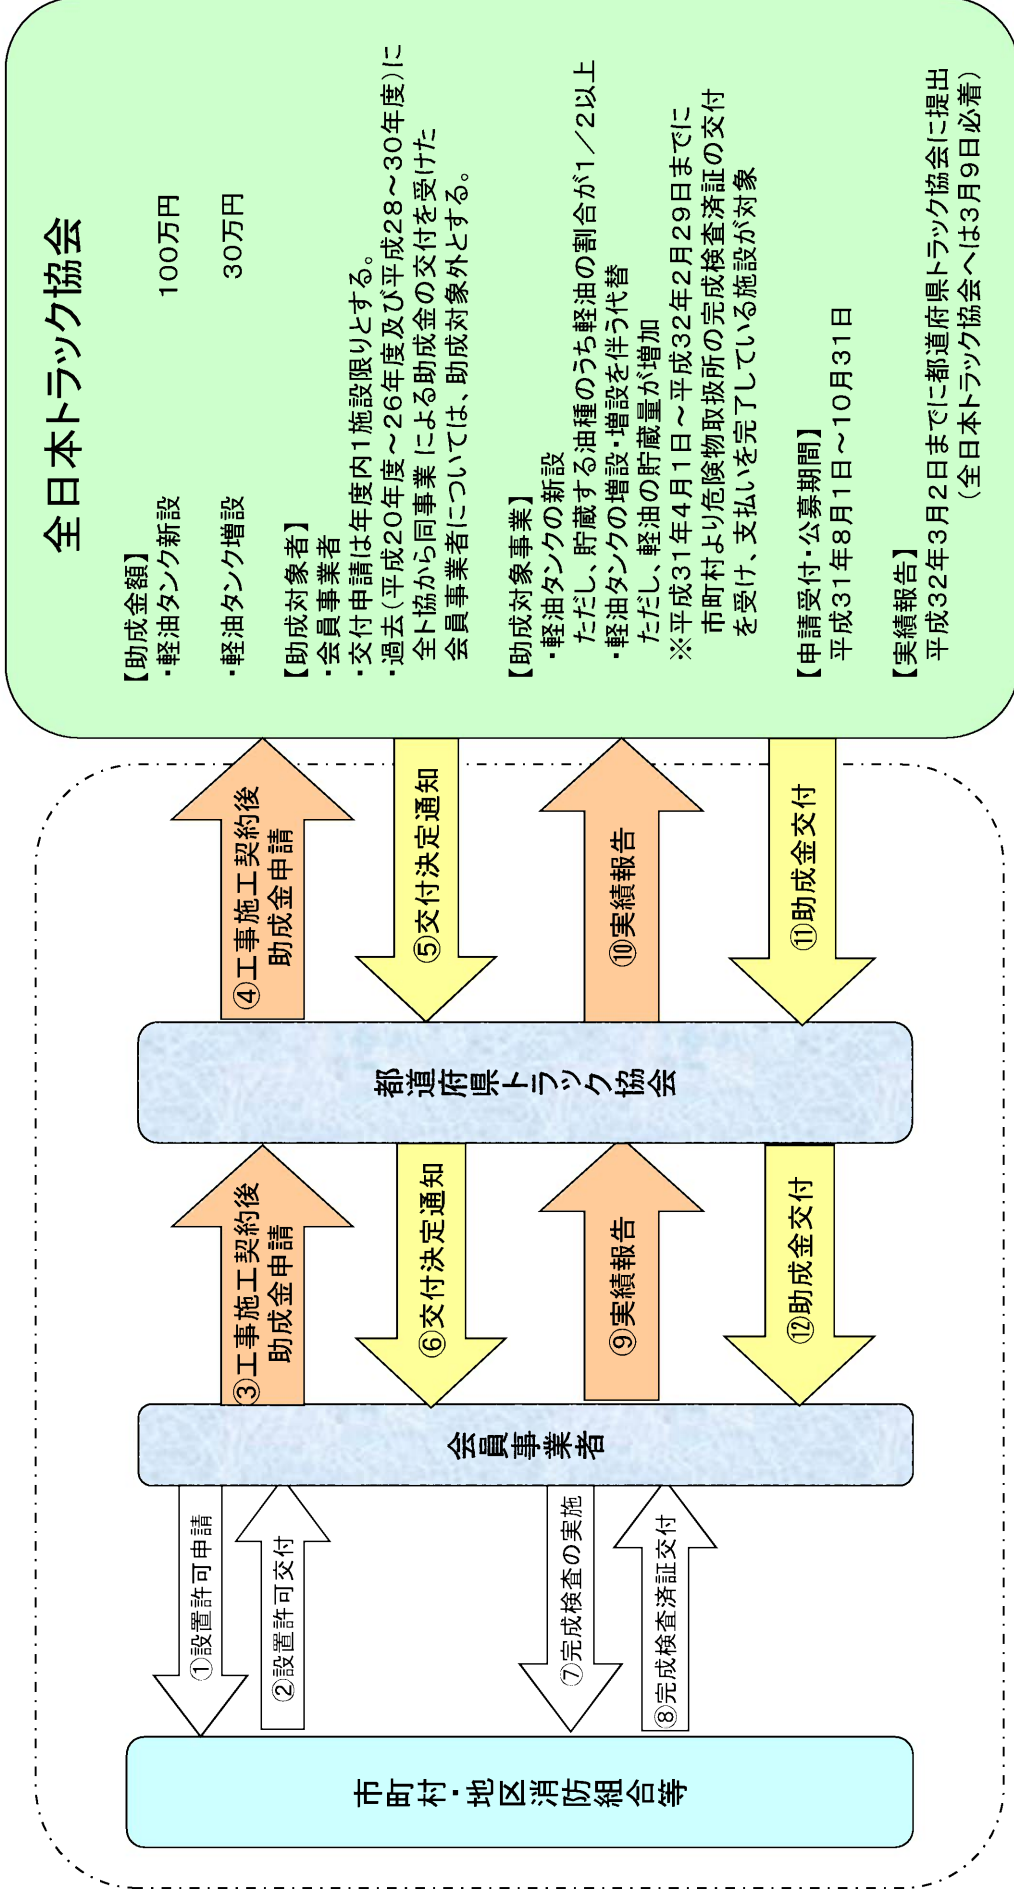 全日本トラック協会
【助成金額】
・軽油タンク新設　　　　　　100万円
・軽油タンク増設　　　　　　30万円
【助成対象者】
・会員事業者
・交付申請は年度内1施設限りとする。
・過去(平成20年度～26年度及び平成28～30年度)に
全ト協から同事業による助成金の交付を受けた
会員事業者については、助成対象外とする。
【助成対象事業】
・軽油タンクの新設
ただし、貯蔵する油種のうち軽油の割合が1／2以上
・軽油タンクの増設・増設を伴う代替
ただし、軽油の貯蔵量が増加
※平成31年4月1日～平成32年2月29日までに
市町村より危険物取扱所の完成検査済証の交付
を受け、支払いを完了している施設が対象
【申請受付・公募期間】
平成31年8月1日～10月31日
【実績報告】
平成32年3月2日までに都道府県トラック協会に提出
(全日本トラック協会へは3月9日必着)
④工事施工契約後
助成金申請
⑤交付決定通知
⑩実績報告
⑪助成金交付
都道府県トラック協会
③工事施工契約後
助成金申請
⑥交付決定通知
⑨実績報告
⑫助成金交付
会員事業者
①設置許可申請
②設置許可交付
⑦完成検査の実施
⑧完成検査済証交付
市町村・地区消防組合等